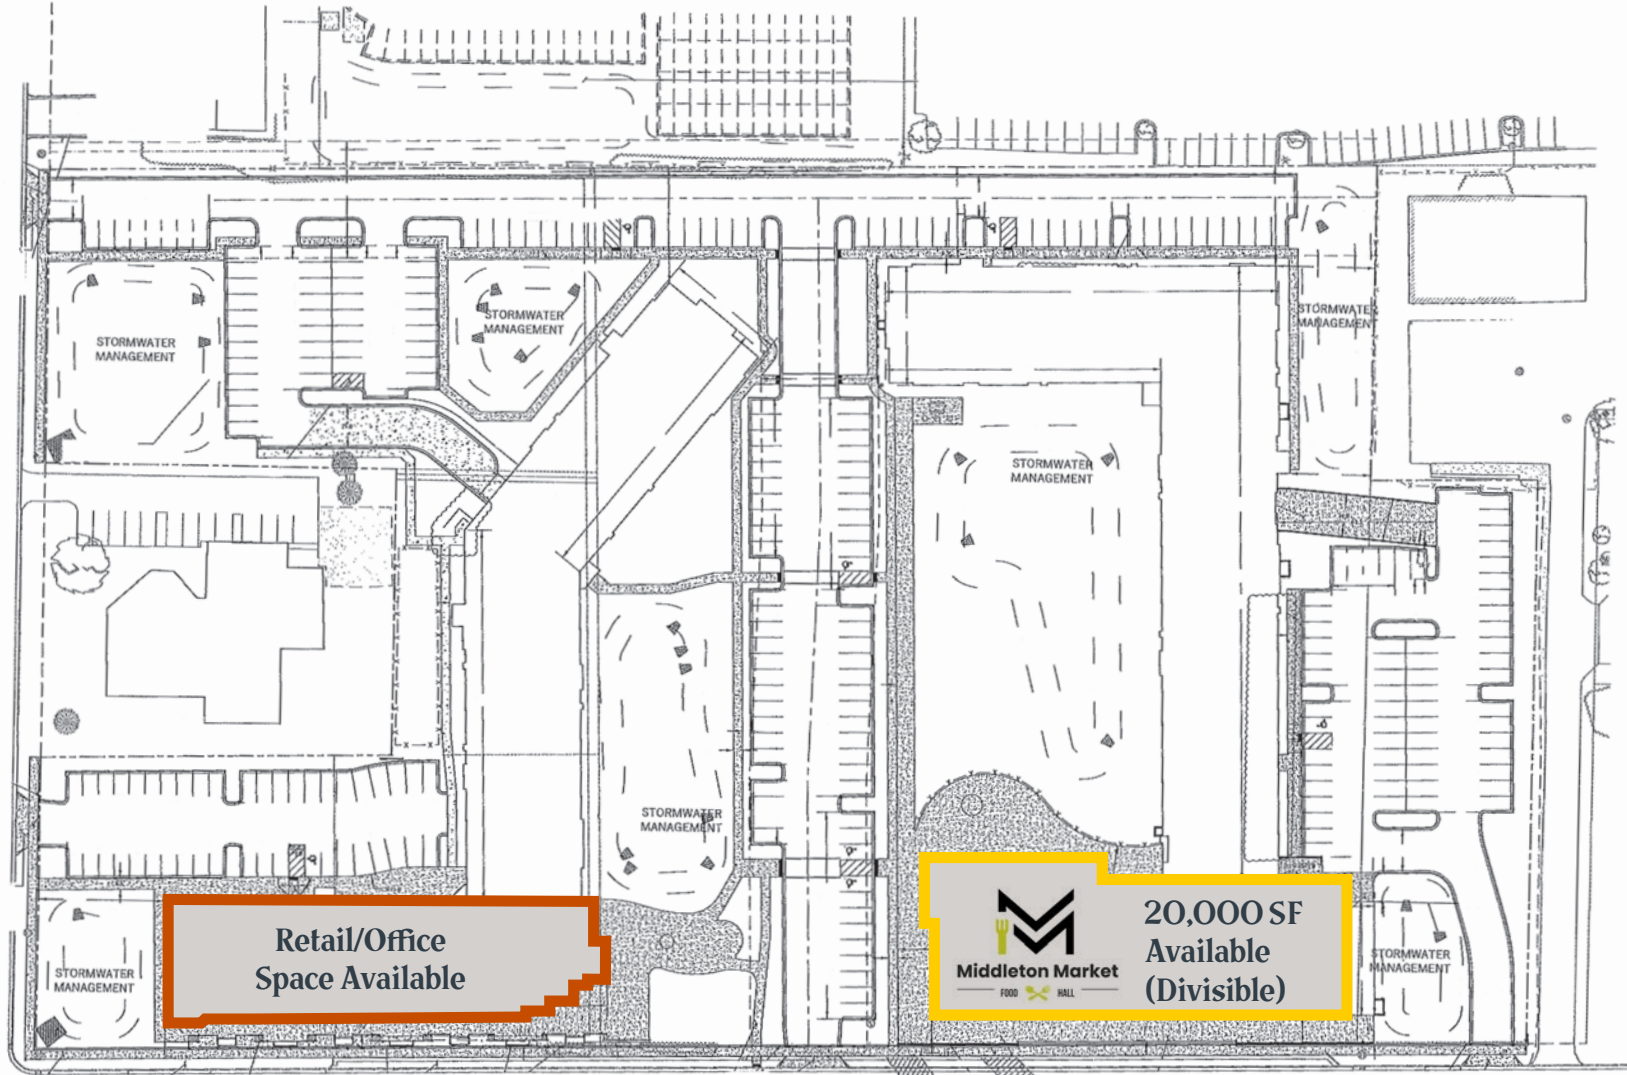 STORMWATER
MANAGEMENT
STORMWATER
MANAGEMENT
STORMWATER
MANAGEMENT
STORMWATER
MANAGEMENT
STORMWATER
MANAGEMENT
Retail/Office
Space Available
M
Middleton Market
FOOD HALL
20,000 SF
Available
(Divisible)
STORMWATER
MANAGEMENT
STORMWATER
MANAGEMENT